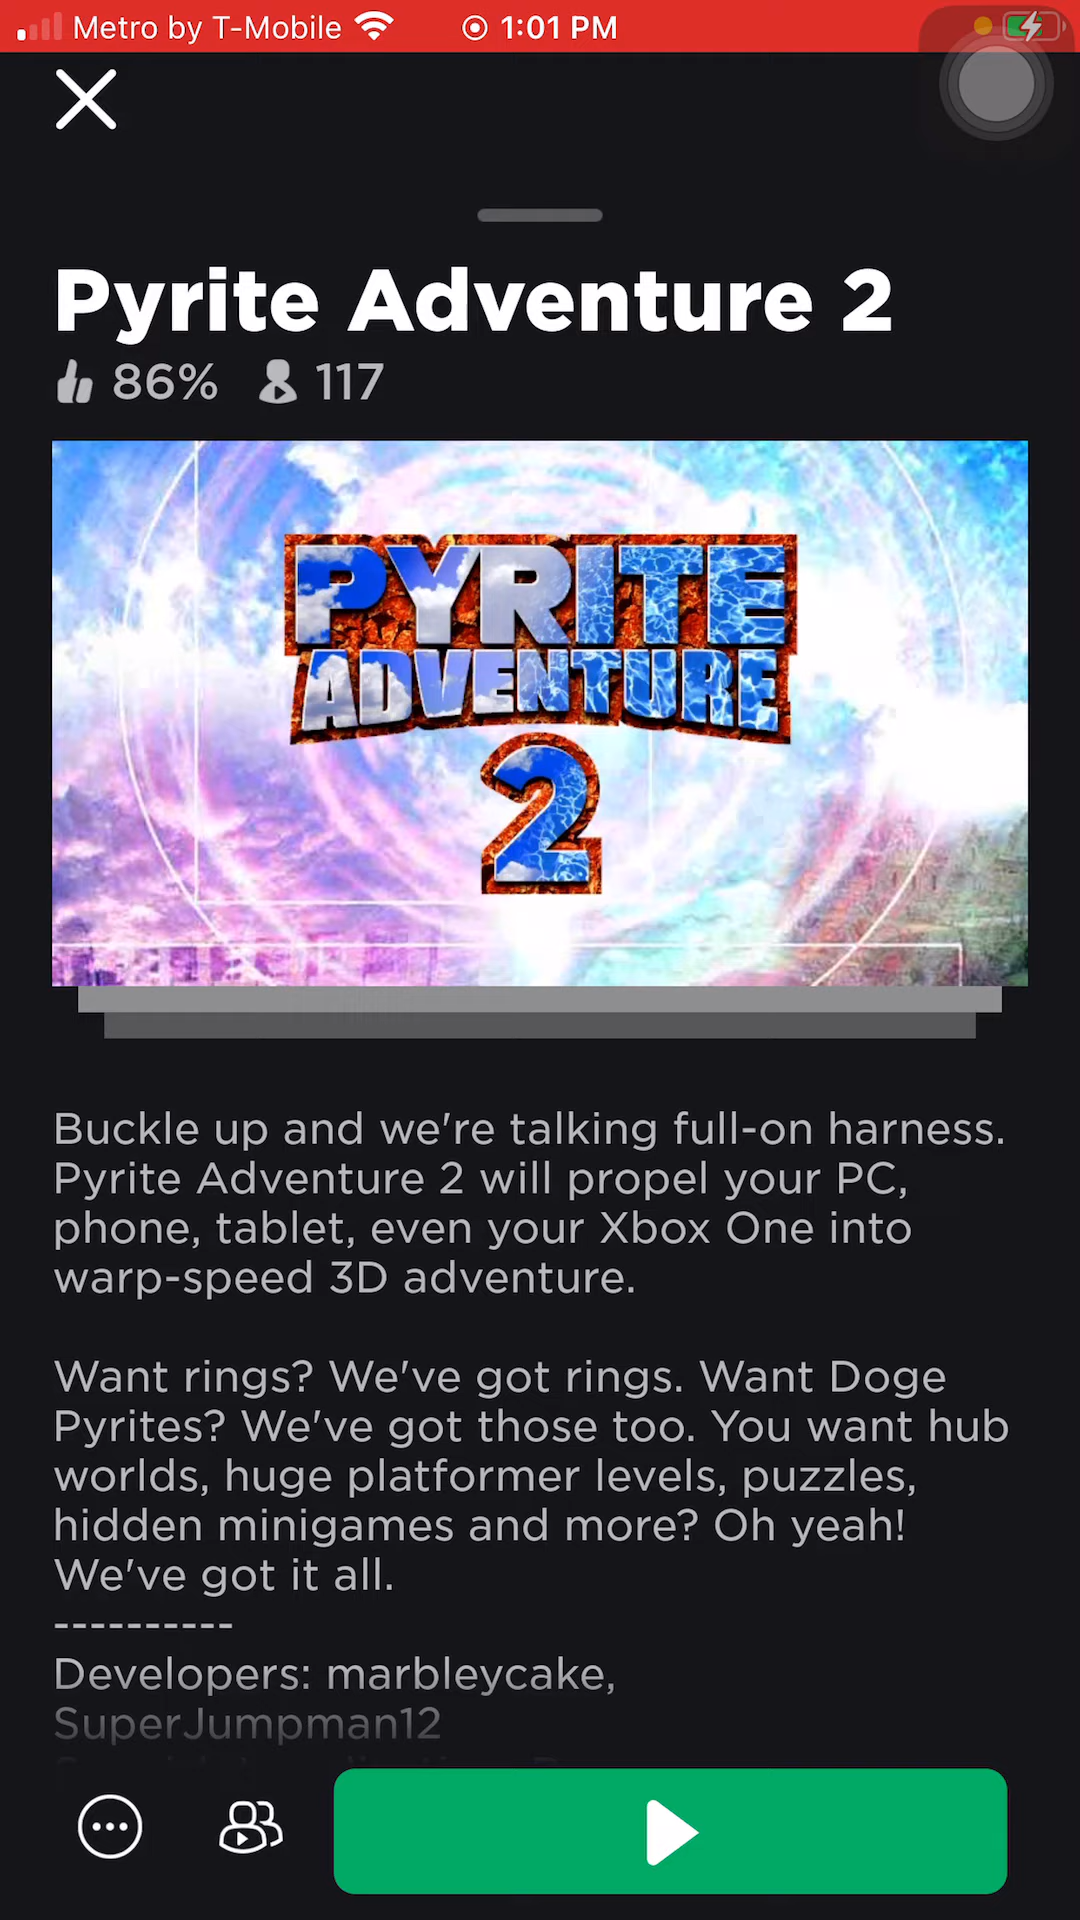 Metro by T-Mobile 1:01 PM
Pyrite Adventure 2
86% 117
PYRITE
ADVENTURE
2
Buckle up and we're talking full-on harness.
Pyrite Adventure 2 will propel your PC,
phone, tablet, even your Xbox One into
warp-speed 3D adventure.
Want rings? We've got rings. Want Doge
Pyrites? We've got those too. You want hub
worlds, huge platformer levels, puzzles,
hidden minigames and more? Oh yeah!
We've got it all.
----------
Developers: marbleycake,
SuperJumpman12